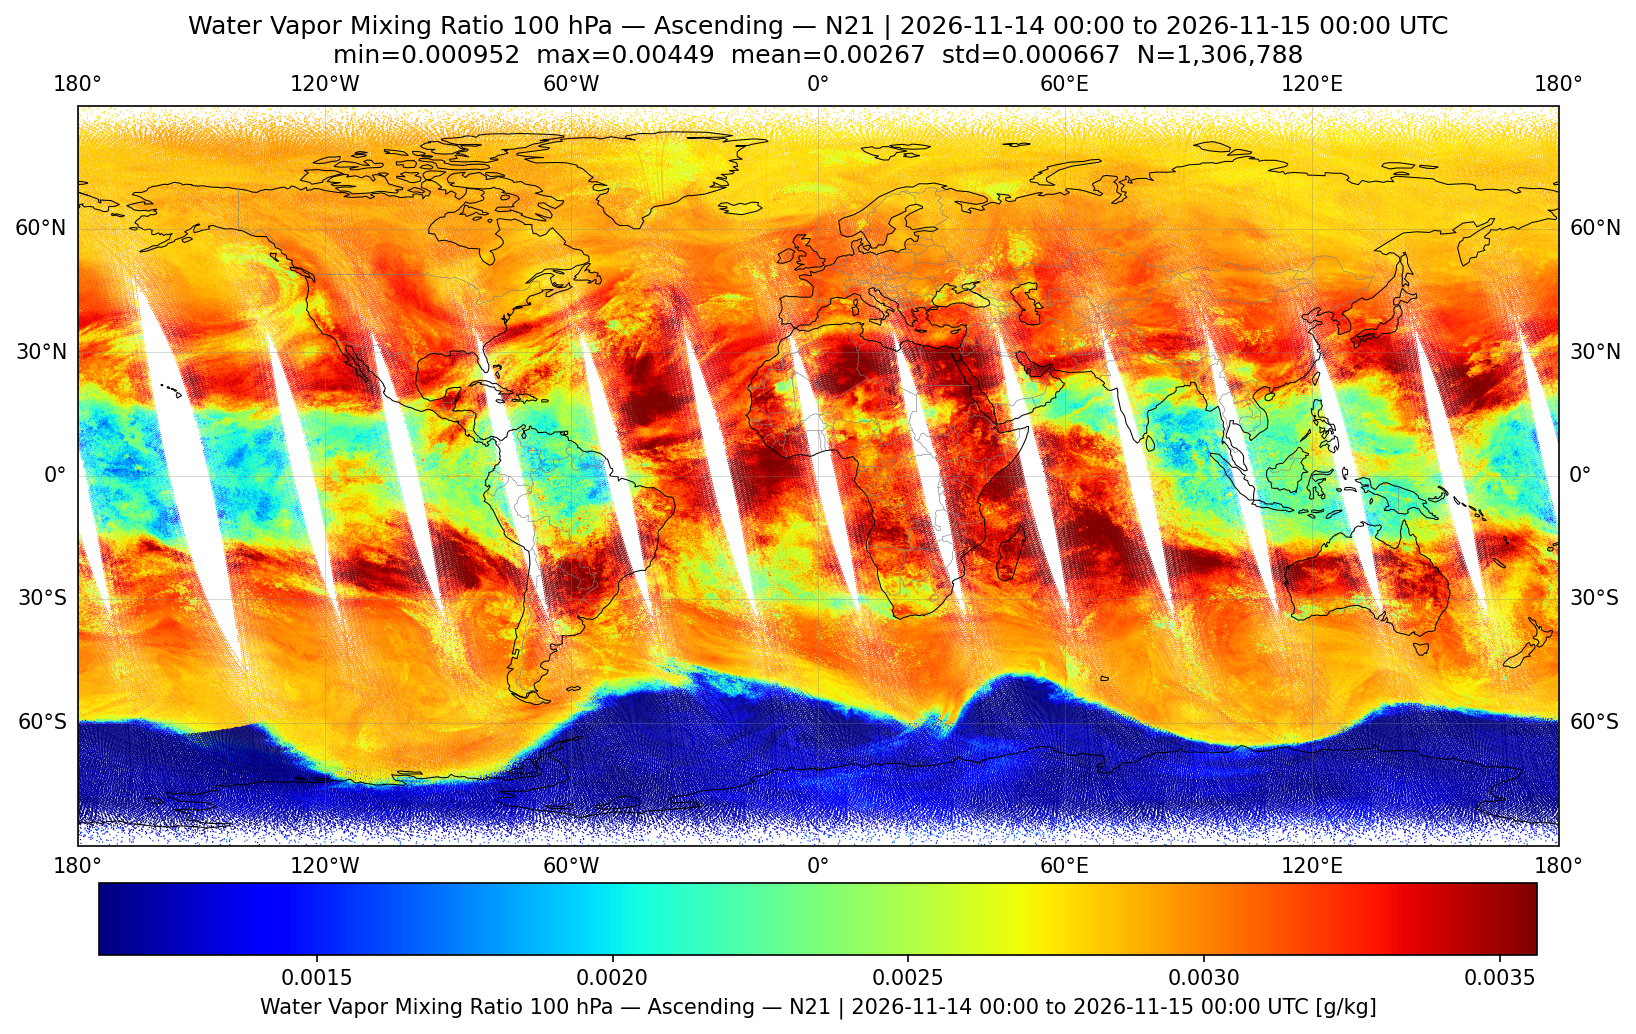 Water Vapor Mixing Ratio 100 hPa — Ascending — N21 | 2026-11-14 00:00 to 2026-11-15 00:00 UTC
min=0.000952 max=0.00449 mean=0.00267 std=0.000667 N=1,306,788
180° 120°W 60°W 0° 60°E 120°E 180°
60°N 60°N
30°N 30°N
0° 0°
30°S 30°S
60°S 60°S
180° 120°W 60°W 0° 60°E 120°E 180°
0.0015 0.0020 0.0025 0.0030 0.0035
Water Vapor Mixing Ratio 100 hPa — Ascending — N21 | 2026-11-14 00:00 to 2026-11-15 00:00 UTC [g/kg]